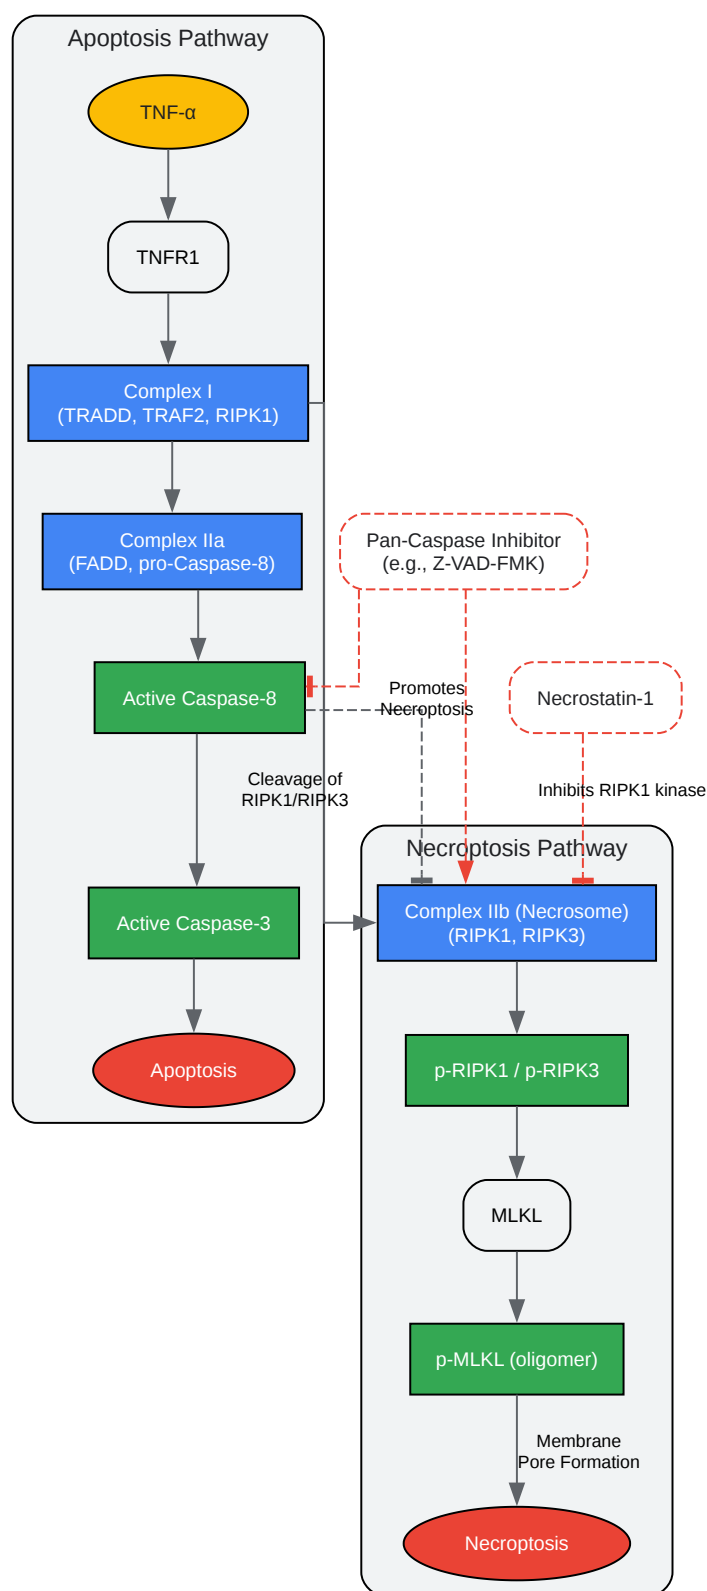 Apoptosis Pathway
TNF-α
TNFR1
Complex I
(TRADD, TRAF2, RIPK1)
Complex IIa
(FADD, pro-Caspase-8)
Pan-Caspase Inhibitor
(e.g., Z-VAD-FMK)
Active Caspase-8
Promotes
Necroptosis
Necrostatin-1
Cleavage of
RIPK1/RIPK3
Inhibits RIPK1 kinase
Necroptosis Pathway
Active Caspase-3
Complex IIb (Necrosome)
(RIPK1, RIPK3)
Apoptosis
p-RIPK1 / p-RIPK3
MLKL
p-MLKL (oligomer)
Membrane
Pore Formation
Necroptosis